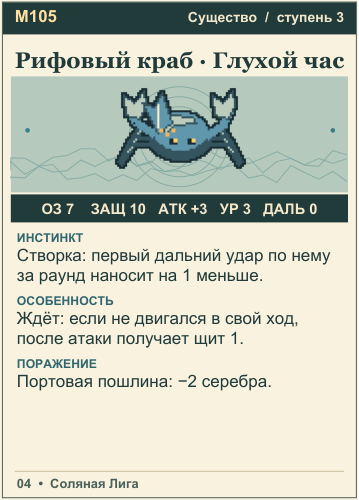 M105
Существо / ступень 3
Рифовый краб · Глухой час
ОЗ 7 ЗАЩ 10 АТК +3 УР 3 ДАЛЬ 0
ИНСТИНКТ
Створка: первый дальний удар по нему
за раунд наносит на 1 меньше.
ОСОБЕННОСТЬ
Ждёт: если не двигался в свой ход,
после атаки получает щит 1.
ПОРАЖЕНИЕ
Портовая пошлина: −2 серебра.
04 • Соляная Лига